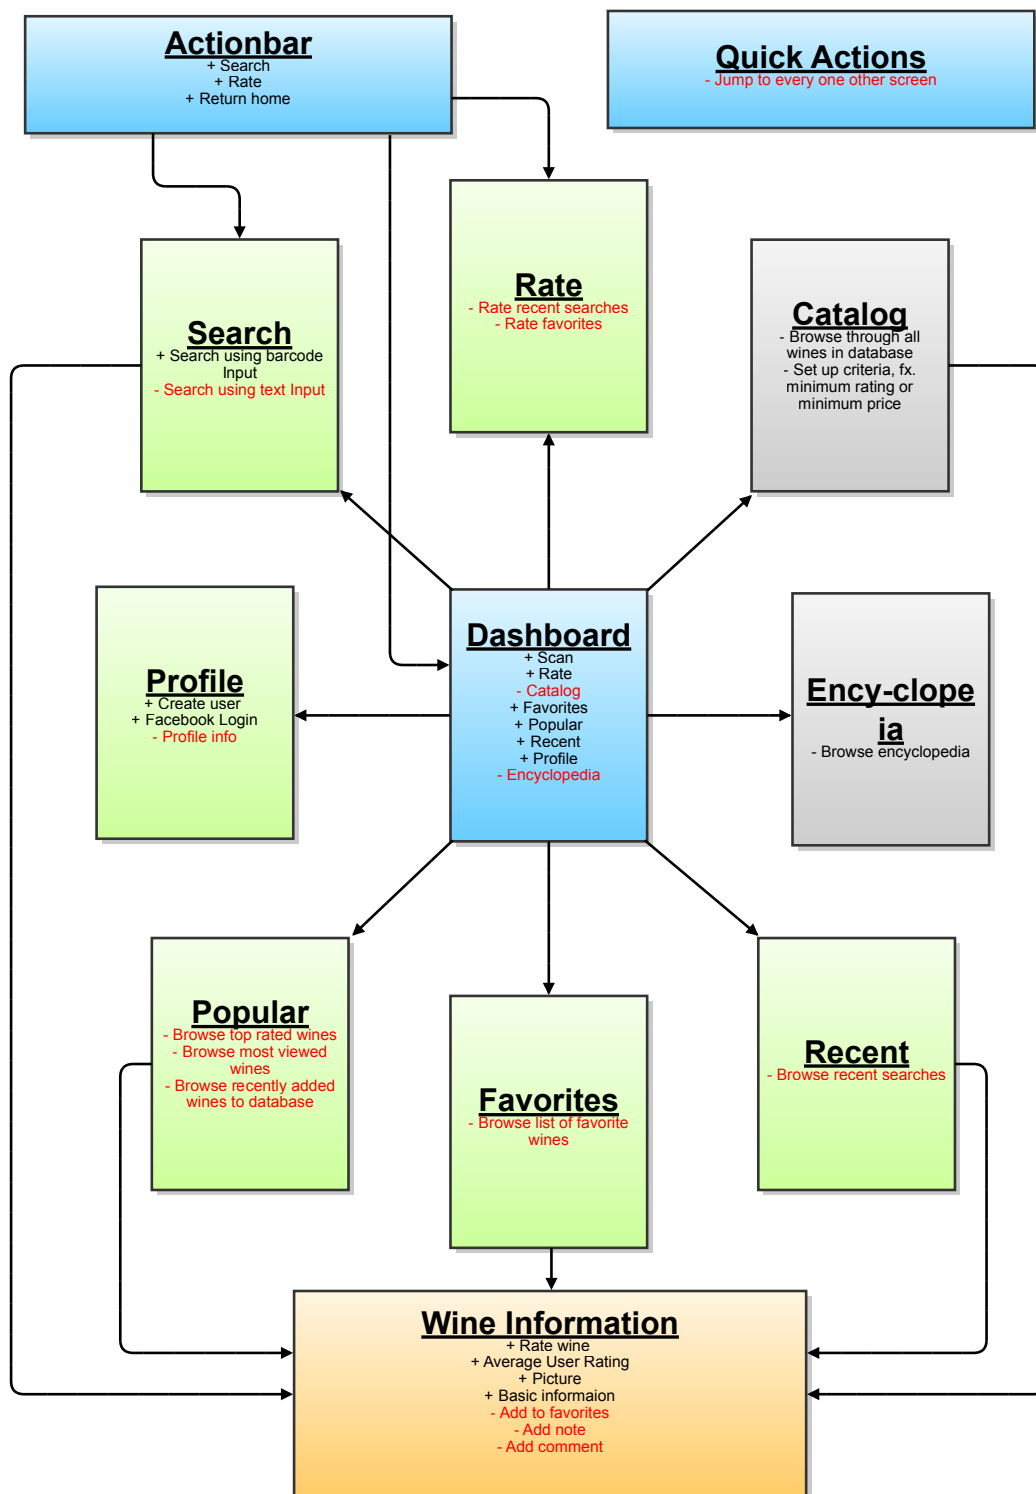 Actionbar
+ Search
+ Rate
+ Return home
Quick Actions
- Jump to every one other screen
Search
+ Search using barcode
Input
- Search using text Input
Rate
- Rate recent searches
- Rate favorites
Catalog
- Browse through all
wines in database
- Set up criteria, fx.
minimum rating or
minimum price
Profile
+ Create user
+ Facebook Login
- Profile info
Dashboard
+ Scan
+ Rate
- Catalog
+ Favorites
+ Popular
+ Recent
+ Profile
- Encyclopedia
Ency-clope
ia
- Browse encyclopedia
Popular
- Browse top rated wines
- Browse most viewed
wines
- Browse recently added
wines to database
Favorites
- Browse list of favorite
wines
Recent
- Browse recent searches
Wine Information
+ Rate wine
+ Average User Rating
+ Picture
+ Basic informaion
- Add to favorites
- Add note
- Add comment